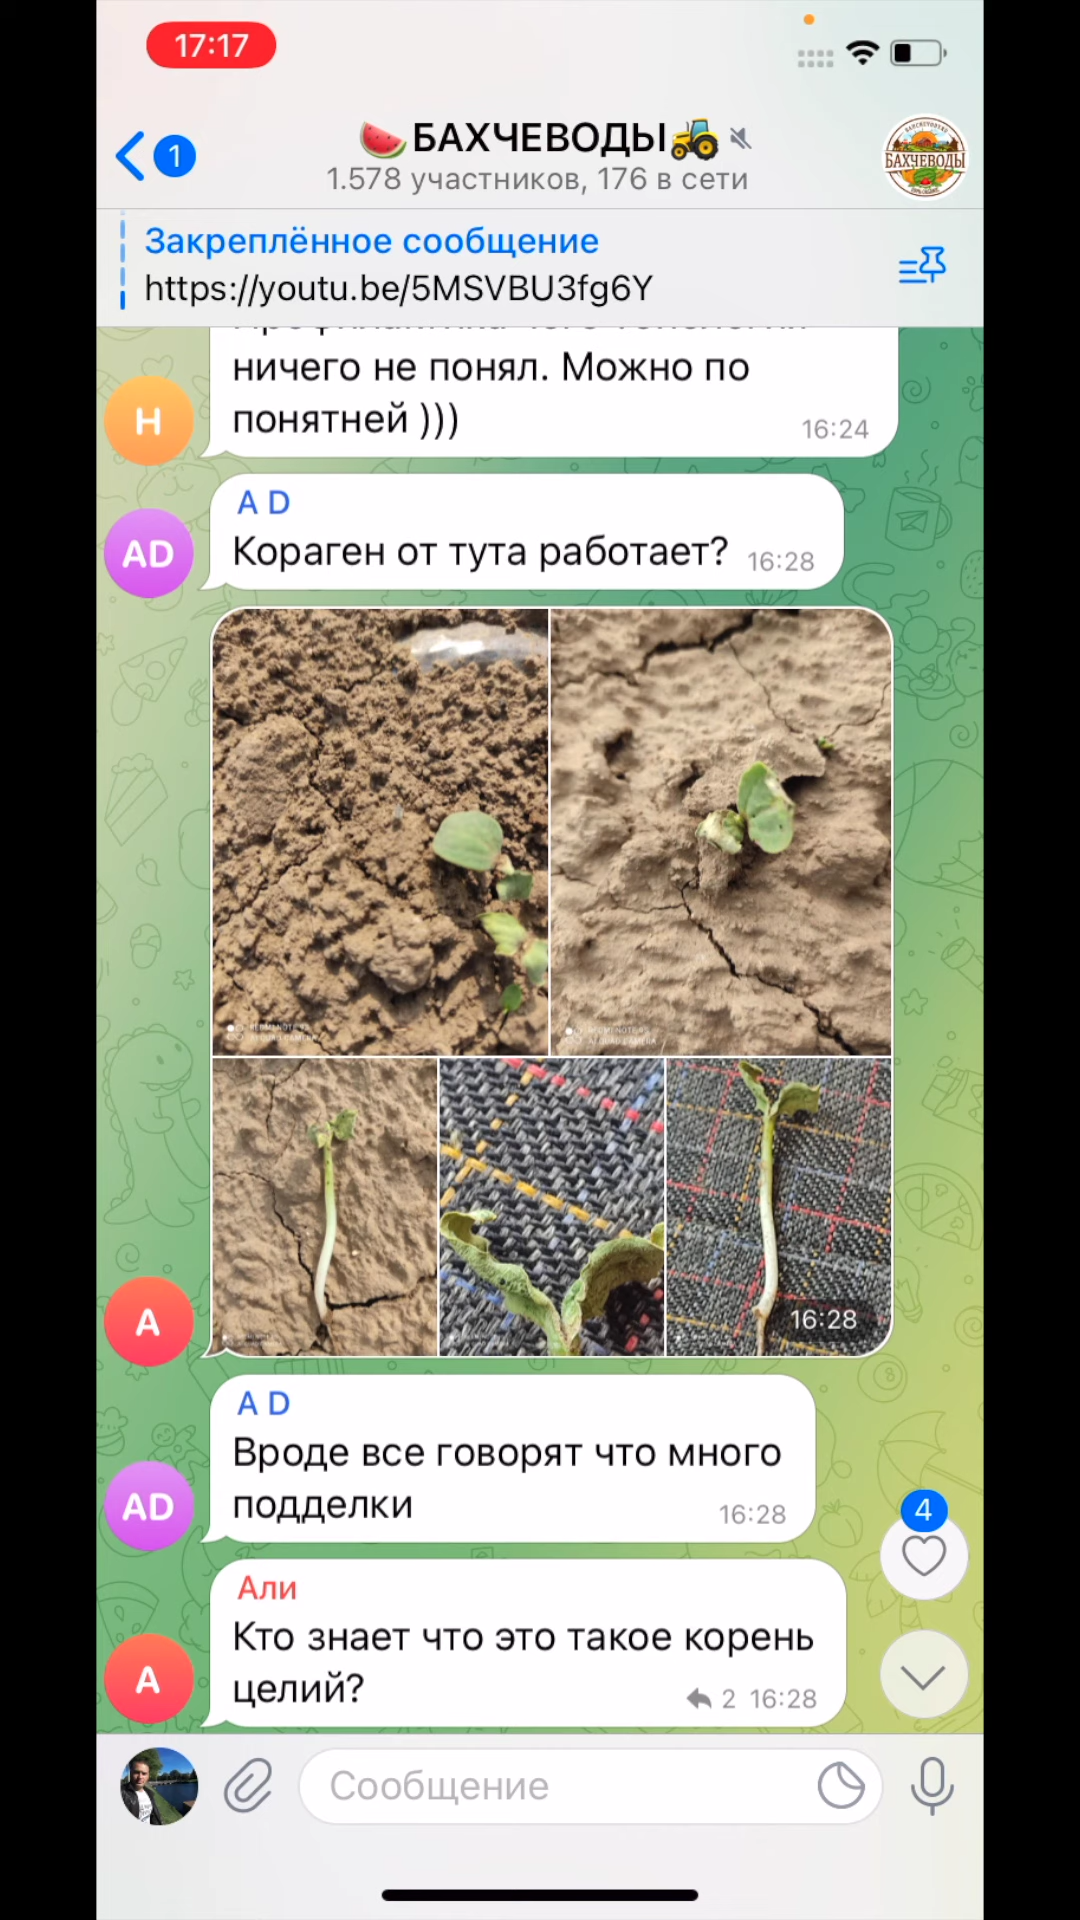 17:17
1
БАХЧЕВОДЫ
1.578 участников, 176 в сети
БАХЧЕВОДЫ
Закреплённое сообщение
https://youtu.be/5MSVBU3fg6Y
ничего не понял. Можно по
понятней )))
16:24
Н
A D
Кораген от тута работает?
16:28
AD
16:28
А
A D
Вроде все говорят что много
подделки
16:28
AD
4
Али
Кто знает что это такое корень
целий?
2 16:28
А
Сообщение